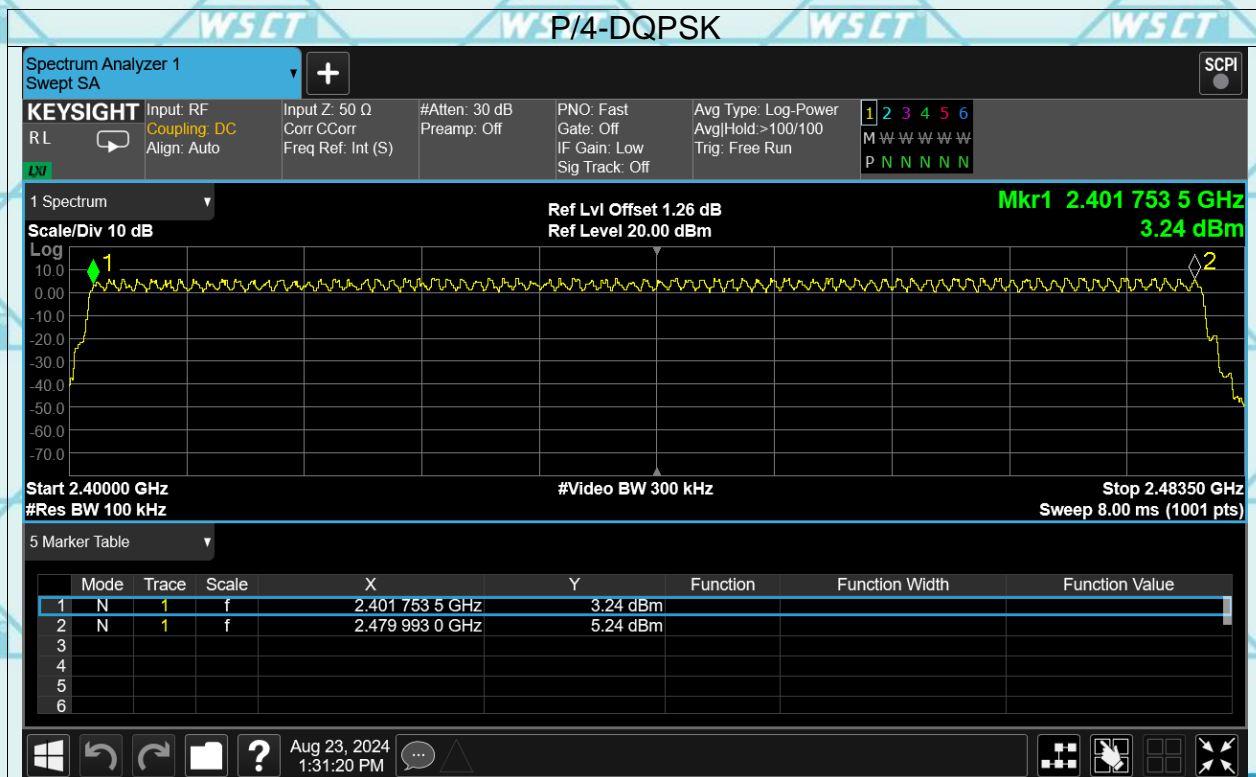 WSCT WSCT WSCT WSCT
P/4-DQPSK
Spectrum Analyzer 1
Swept SA
+
SCPI
KEYSIGHT
RL
LXI
Input: RF
Coupling: DC
Align: Auto
Input Z: 50 Ω
Corr CCorr
Freq Ref: Int (S)
#Atten: 30 dB
Preamp: Off
PNO: Fast
Gate: Off
IF Gain: Low
Sig Track: Off
Avg Type: Log-Power
Avg|Hold:>100/100
Trig: Free Run
1 2 3 4 5 6
M W W W W W
P N N N N N
1 Spectrum
Scale/Div 10 dB
Ref Lvl Offset 1.26 dB
Ref Level 20.00 dBm
Mkr1 2.401 753 5 GHz
3.24 dBm
Log
10.0
0.00
-10.0
-20.0
-30.0
-40.0
-50.0
-60.0
-70.0
1
2
Start 2.40000 GHz
#Res BW 100 kHz
#Video BW 300 kHz
Stop 2.48350 GHz
Sweep 8.00 ms (1001 pts)
5 Marker Table
Mode Trace Scale X Y Function Function Width Function Value
1 N 1 f 2.401 753 5 GHz 3.24 dBm
2 N 1 f 2.479 993 0 GHz 5.24 dBm
3
4
5
6
?
Aug 23, 2024
1:31:20 PM